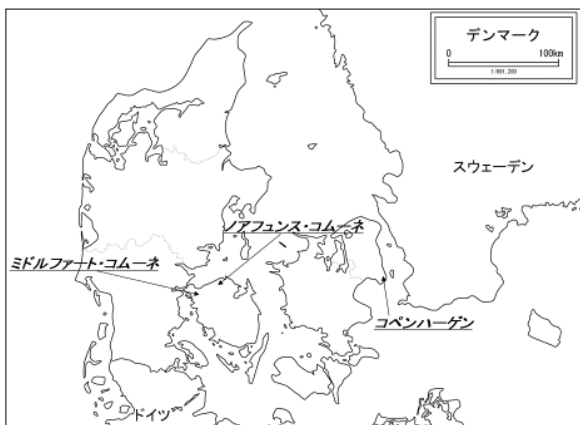 デンマーク
0 100km
スウェーデン
ノアフュンス・コムーネ
ミドルファート・コムーネ
コペンハーゲン
ドイツ